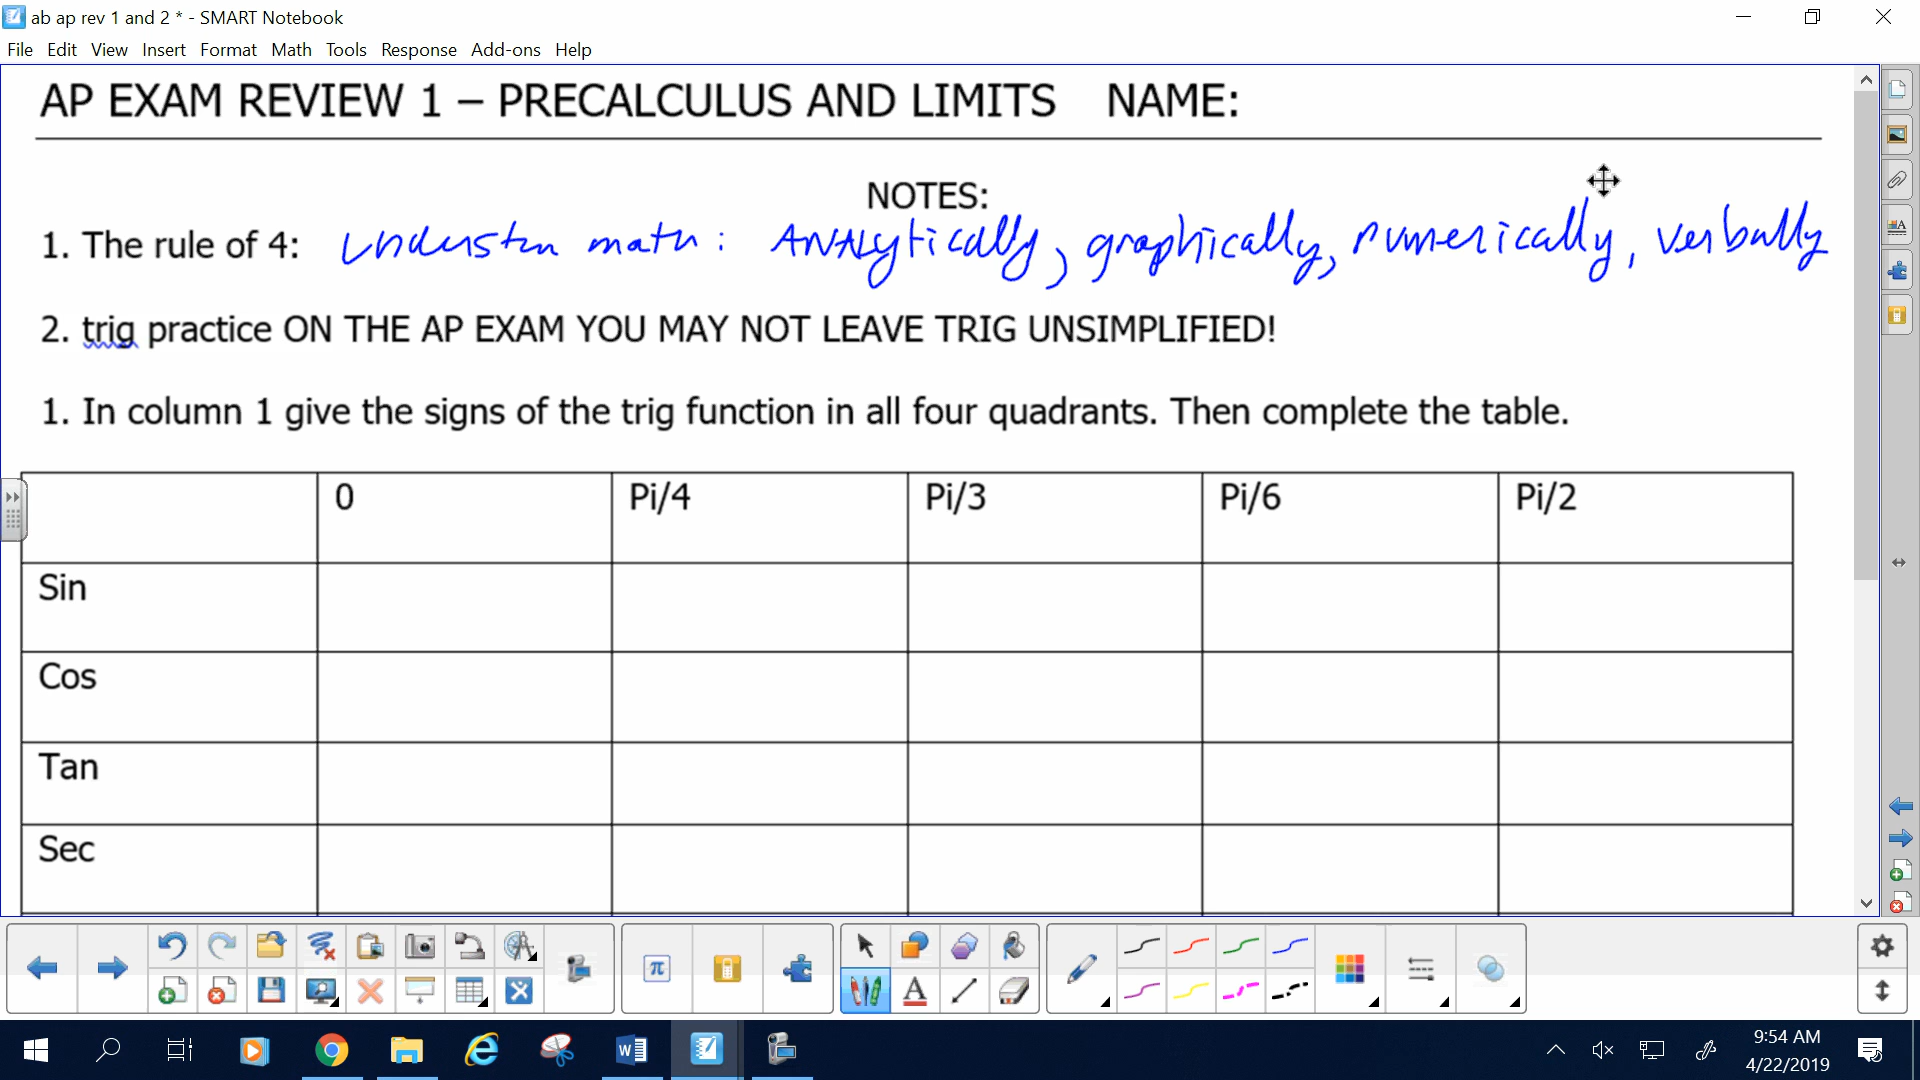 ab ap rev 1 and 2 * - SMART Notebook
File Edit View Insert Format Math Tools Response Add-ons Help
AP EXAM REVIEW 1 – PRECALCULUS AND LIMITS NAME:
NOTES:
1. The rule of 4: Understan math : ANALytically, graphically, numerically, verbally
2. trig practice ON THE AP EXAM YOU MAY NOT LEAVE TRIG UNSIMPLIFIED!
1. In column 1 give the signs of the trig function in all four quadrants. Then complete the table.
0 Pi/4 Pi/3 Pi/6 Pi/2
Sin
Cos
Tan
Sec
π
A
9:54 AM
4/22/2019